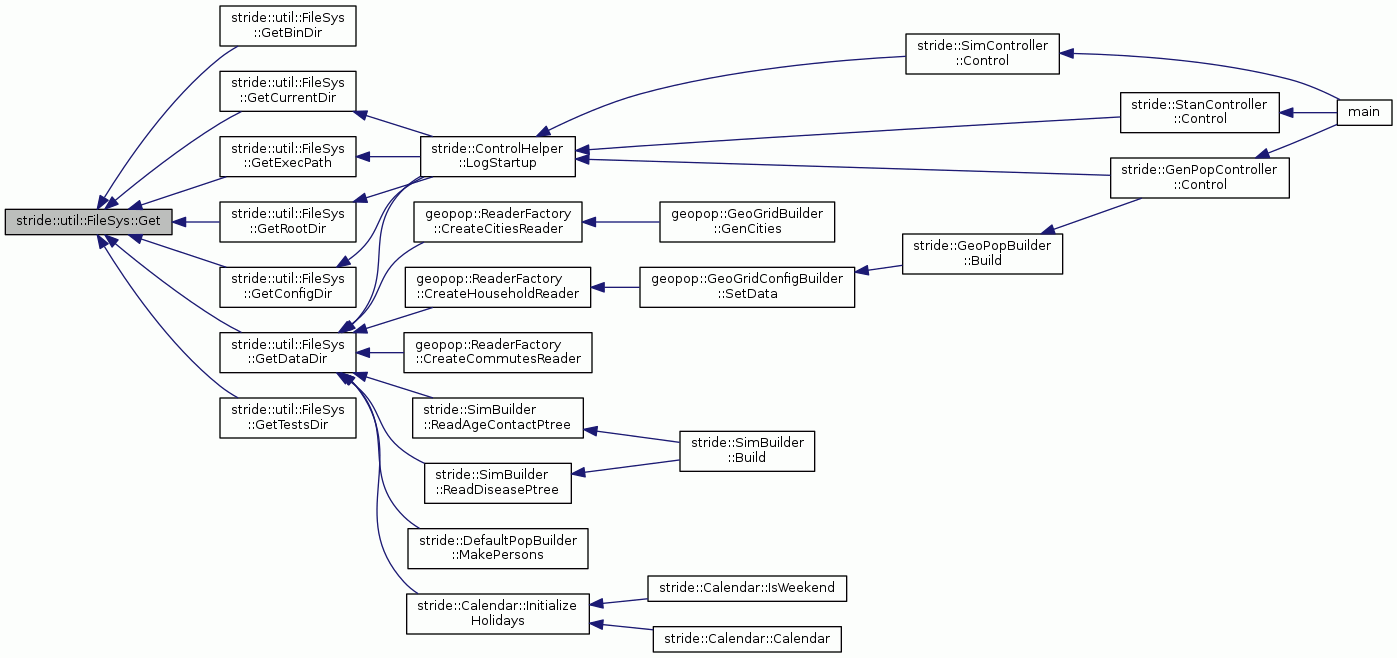 stride::util::FileSys::Get
stride::util::FileSys
::GetBinDir
stride::util::FileSys
::GetCurrentDir
stride::util::FileSys
::GetExecPath
stride::util::FileSys
::GetRootDir
stride::util::FileSys
::GetConfigDir
stride::util::FileSys
::GetDataDir
stride::util::FileSys
::GetTestsDir
stride::ControlHelper
::LogStartup
geopop::ReaderFactory
::CreateCitiesReader
geopop::ReaderFactory
::CreateHouseholdReader
geopop::ReaderFactory
::CreateCommutesReader
stride::SimBuilder
::ReadAgeContactPtree
stride::SimBuilder
::ReadDiseasePtree
stride::DefaultPopBuilder
::MakePersons
stride::Calendar::Initialize
Holidays
geopop::GeoGridBuilder
::GenCities
geopop::GeoGridConfigBuilder
::SetData
stride::SimBuilder
::Build
stride::Calendar::IsWeekend
stride::Calendar::Calendar
stride::SimController
::Control
stride::GeoPopBuilder
::Build
stride::StanController
::Control
stride::GenPopController
::Control
main